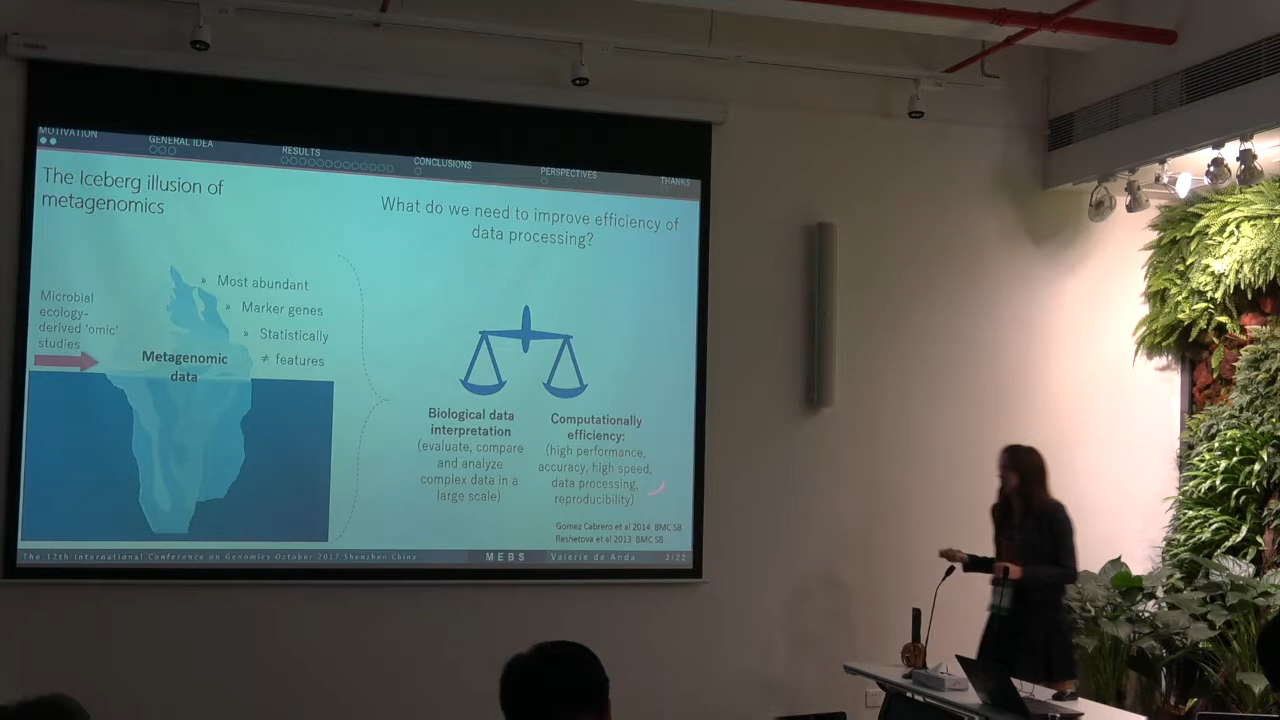 MOTIVATION
GENERAL IDEA
RESULTS
CONCLUSIONS
PERSPECTIVES
THANKS
The Iceberg illusion of
metagenomics
What do we need to improve efficiency of
data processing?
Microbial
ecology-
derived 'omic'
studies
» Most abundant
» Marker genes
» Statistically
≠ features
Metagenomic
data
Biological data
interpretation
(evaluate, compare
and analyze
complex data in a
large scale)
Computationally
efficiency:
(high performance,
accuracy, high speed,
data processing,
reproducibility)
Gomez Cabrero et al 2014 BMC SB.
Reshetova et al 2013 BMC SB.
The 12th International Conference on Genomics October 2017 Shenzhen China
MEBS
Valerie de Anda
3/22